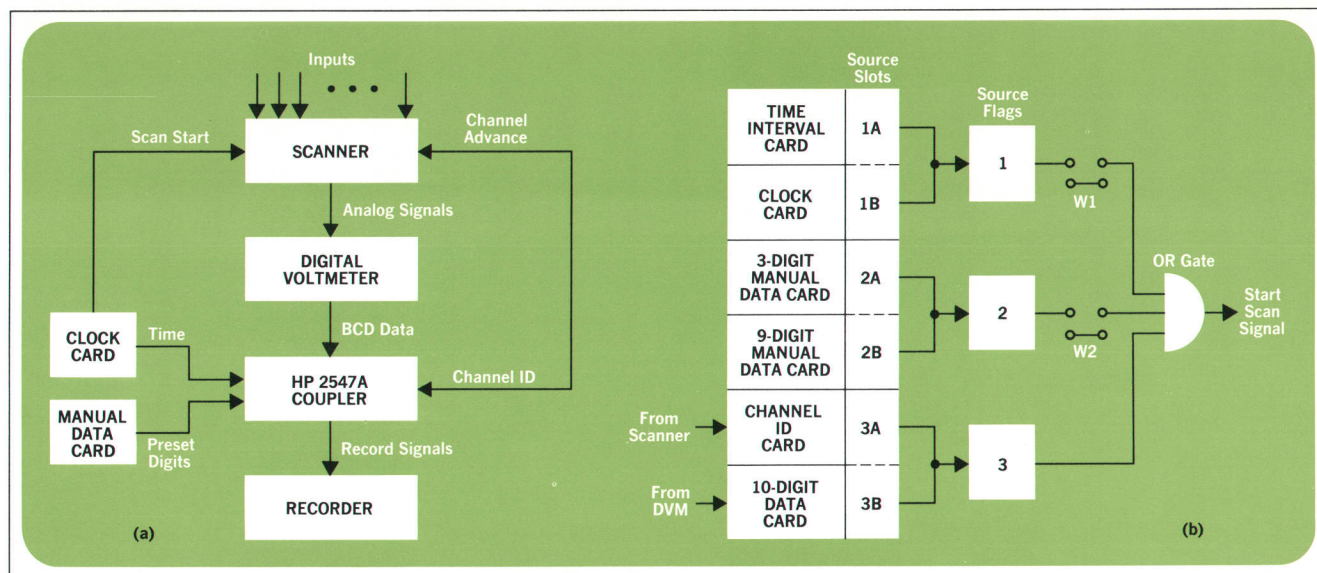 Inputs
Scan Start
Channel
Advance
SCANNER
Analog Signals
DIGITAL
VOLTMETER
BCD Data
CLOCK
CARD
Time
HP 2547A
COUPLER
Channel ID
MANUAL
DATA
CARD
Preset
Digits
Record Signals
RECORDER
(a)
Source
Slots
Source
Flags
TIME
INTERVAL
CARD
1A
1
W1
CLOCK
CARD
1B
3-DIGIT
MANUAL
DATA CARD
2A
2
W2
OR Gate
Start
Scan
Signal
9-DIGIT
MANUAL
DATA CARD
2B
From
Scanner
CHANNEL
ID
CARD
3A
3
From
DVM
10-DIGIT
DATA
CARD
3B
(b)